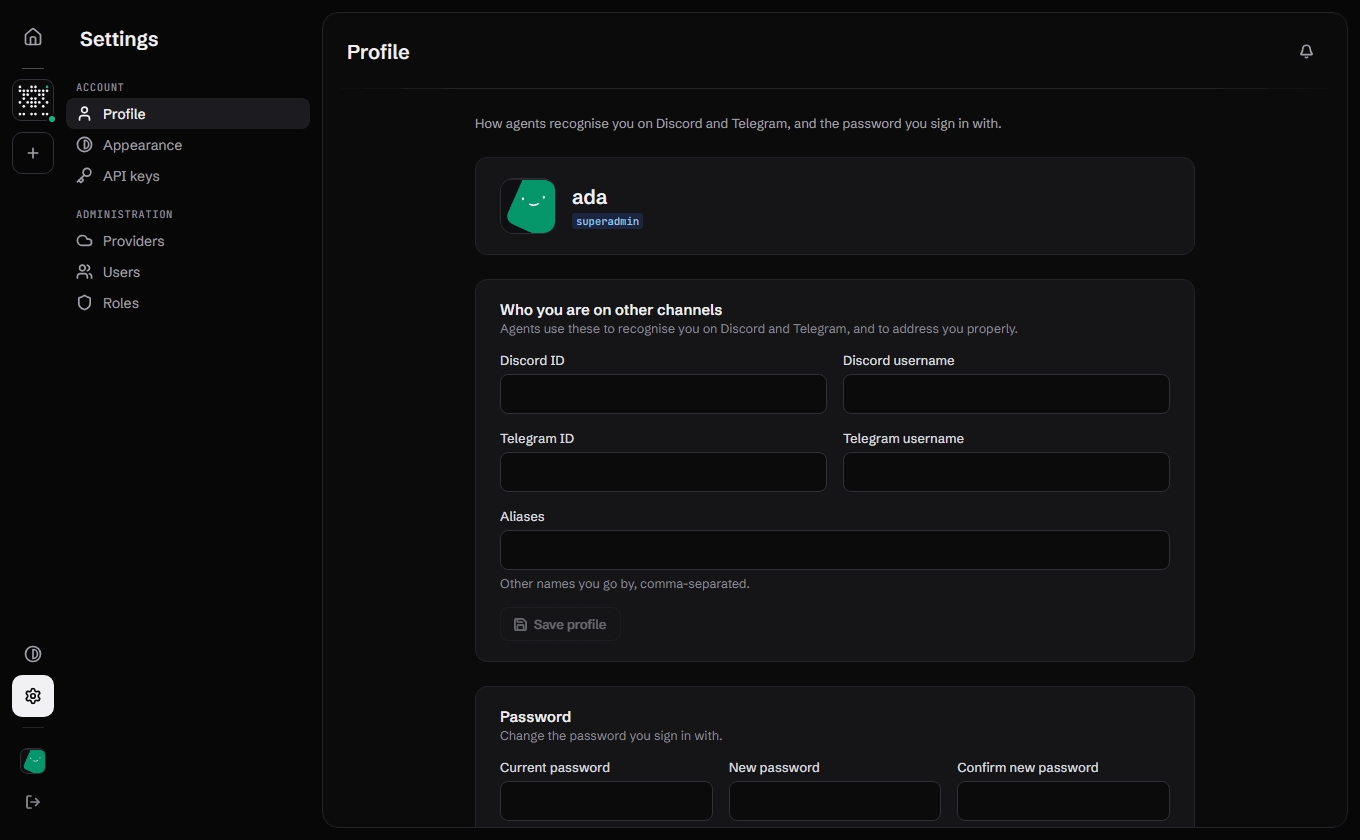 Settings
ACCOUNT
Profile
Appearance
API keys
ADMINISTRATION
Providers
Users
Roles
Profile
How agents recognise you on Discord and Telegram, and the password you sign in with.
ada
superadmin
Who you are on other channels
Agents use these to recognise you on Discord and Telegram, and to address you properly.
Discord ID
Discord username
Telegram ID
Telegram username
Aliases
Other names you go by, comma-separated.
Save profile
Password
Change the password you sign in with.
Current password
New password
Confirm new password